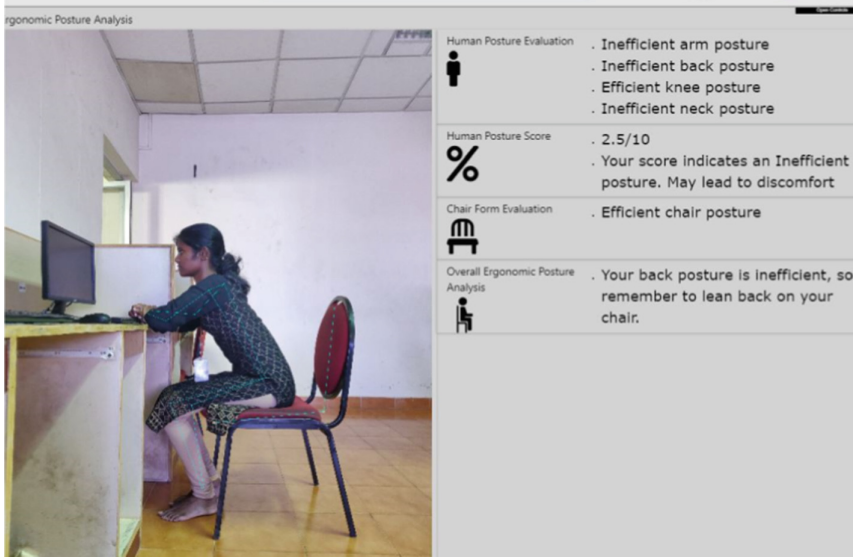 rgonomic Posture Analysis
Open Controls
Human Posture Evaluation
. Inefficient arm posture
. Inefficient back posture
. Efficient knee posture
. Inefficient neck posture
Human Posture Score
%
. 2.5/10
. Your score indicates an Inefficient
posture. May lead to discomfort
Chair Form Evaluation
. Efficient chair posture
Overall Ergonomic Posture
Analysis
. Your back posture is inefficient, so
remember to lean back on your
chair.